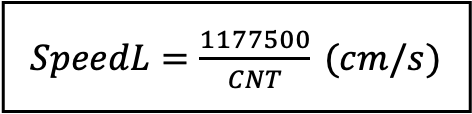 SpeedL = 1177500/CNT (cm/s)